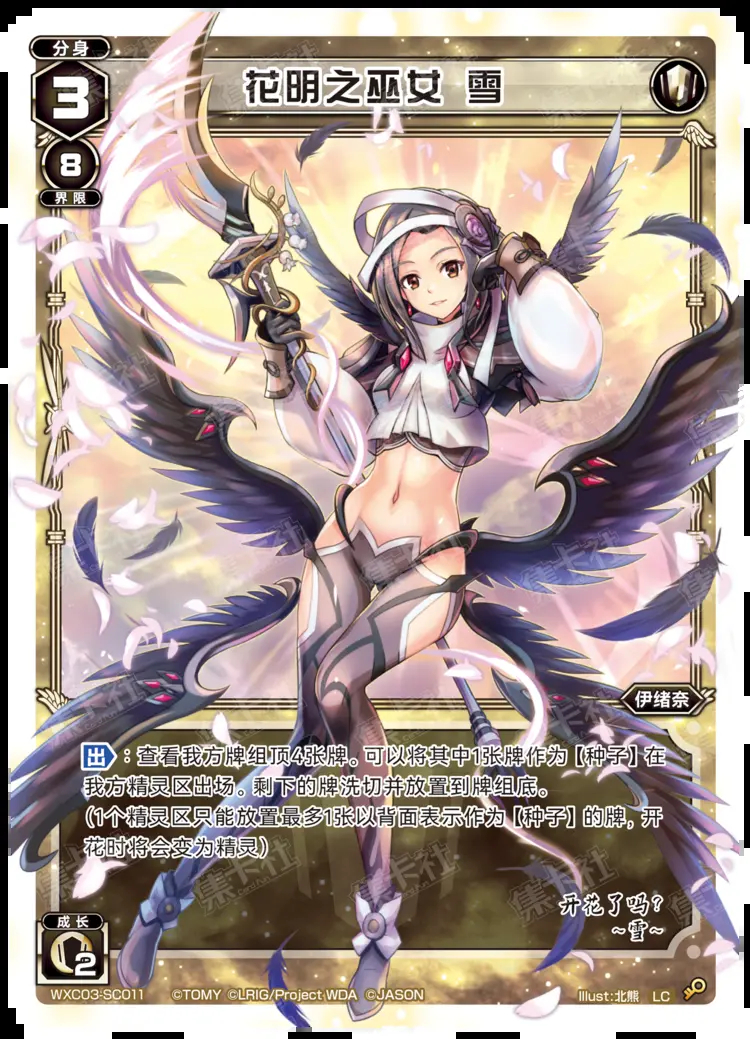 分身
3
花明之巫女 雪
8
界限
伊绪奈
出：查看我方牌组顶4张牌。可以将其中1张牌作为【种子】在
我方精灵区出场。剩下的牌洗切并放置到牌组底。
(1个精灵区只能放置最多1张以背面表示作为【种子】的牌，开
花时将会变为精灵)
开花了吗?
~雪~
成长
2
WXC03-SC011 ©TOMY ©LRIG/Project WDA ©JASON Illust:北熊 LC
集卡社